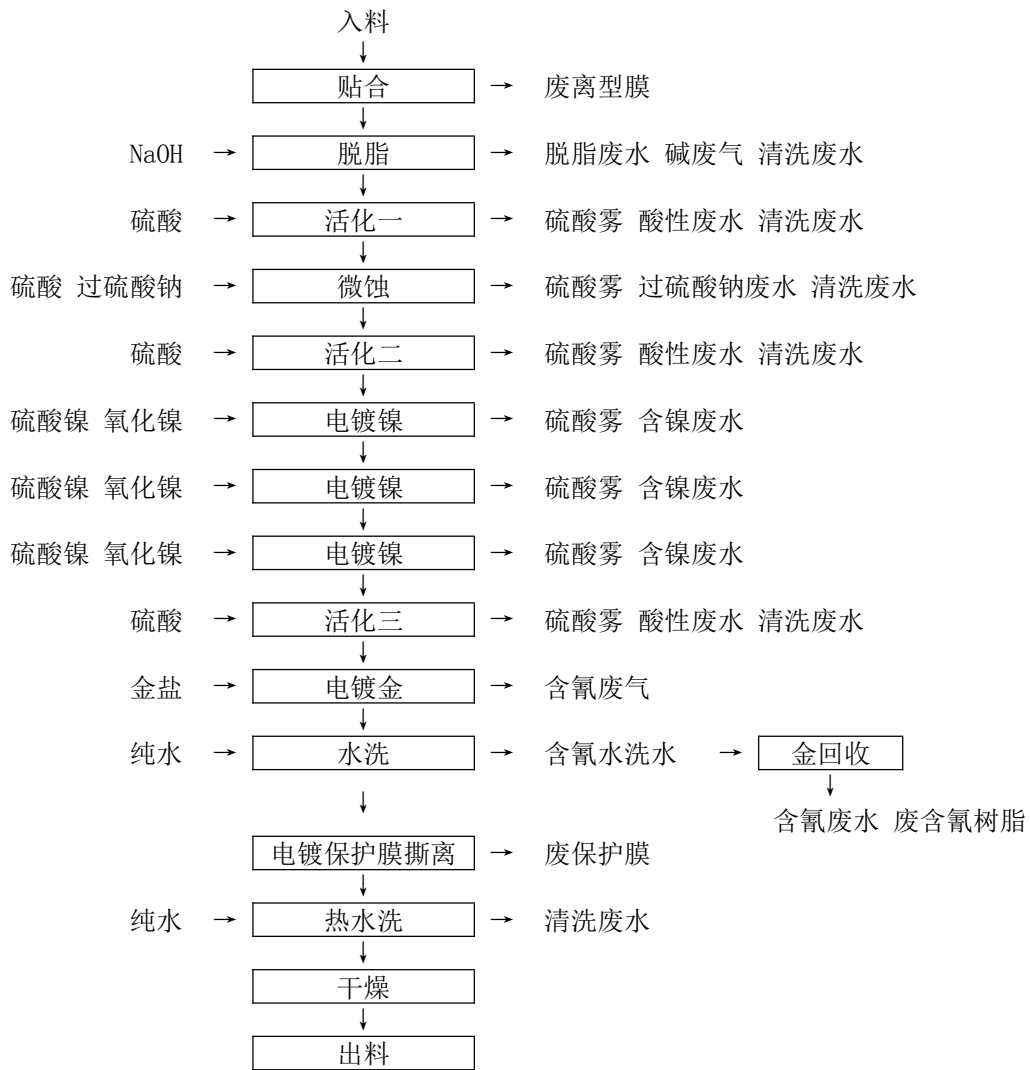 入料
贴合 → 废离型膜
NaOH → 脱脂 → 脱脂废水 碱废气 清洗废水
硫酸 → 活化一 → 硫酸雾 酸性废水 清洗废水
硫酸 过硫酸钠 → 微蚀 → 硫酸雾 过硫酸钠废水 清洗废水
硫酸 → 活化二 → 硫酸雾 酸性废水 清洗废水
硫酸镍 氧化镍 → 电镀镍 → 硫酸雾 含镍废水
硫酸镍 氧化镍 → 电镀镍 → 硫酸雾 含镍废水
硫酸镍 氧化镍 → 电镀镍 → 硫酸雾 含镍废水
硫酸 → 活化三 → 硫酸雾 酸性废水 清洗废水
金盐 → 电镀金 → 含氰废气
纯水 → 水洗 → 含氰水洗水 → 金回收
含氰废水 废含氰树脂
电镀保护膜撕离 → 废保护膜
纯水 → 热水洗 → 清洗废水
干燥
出料